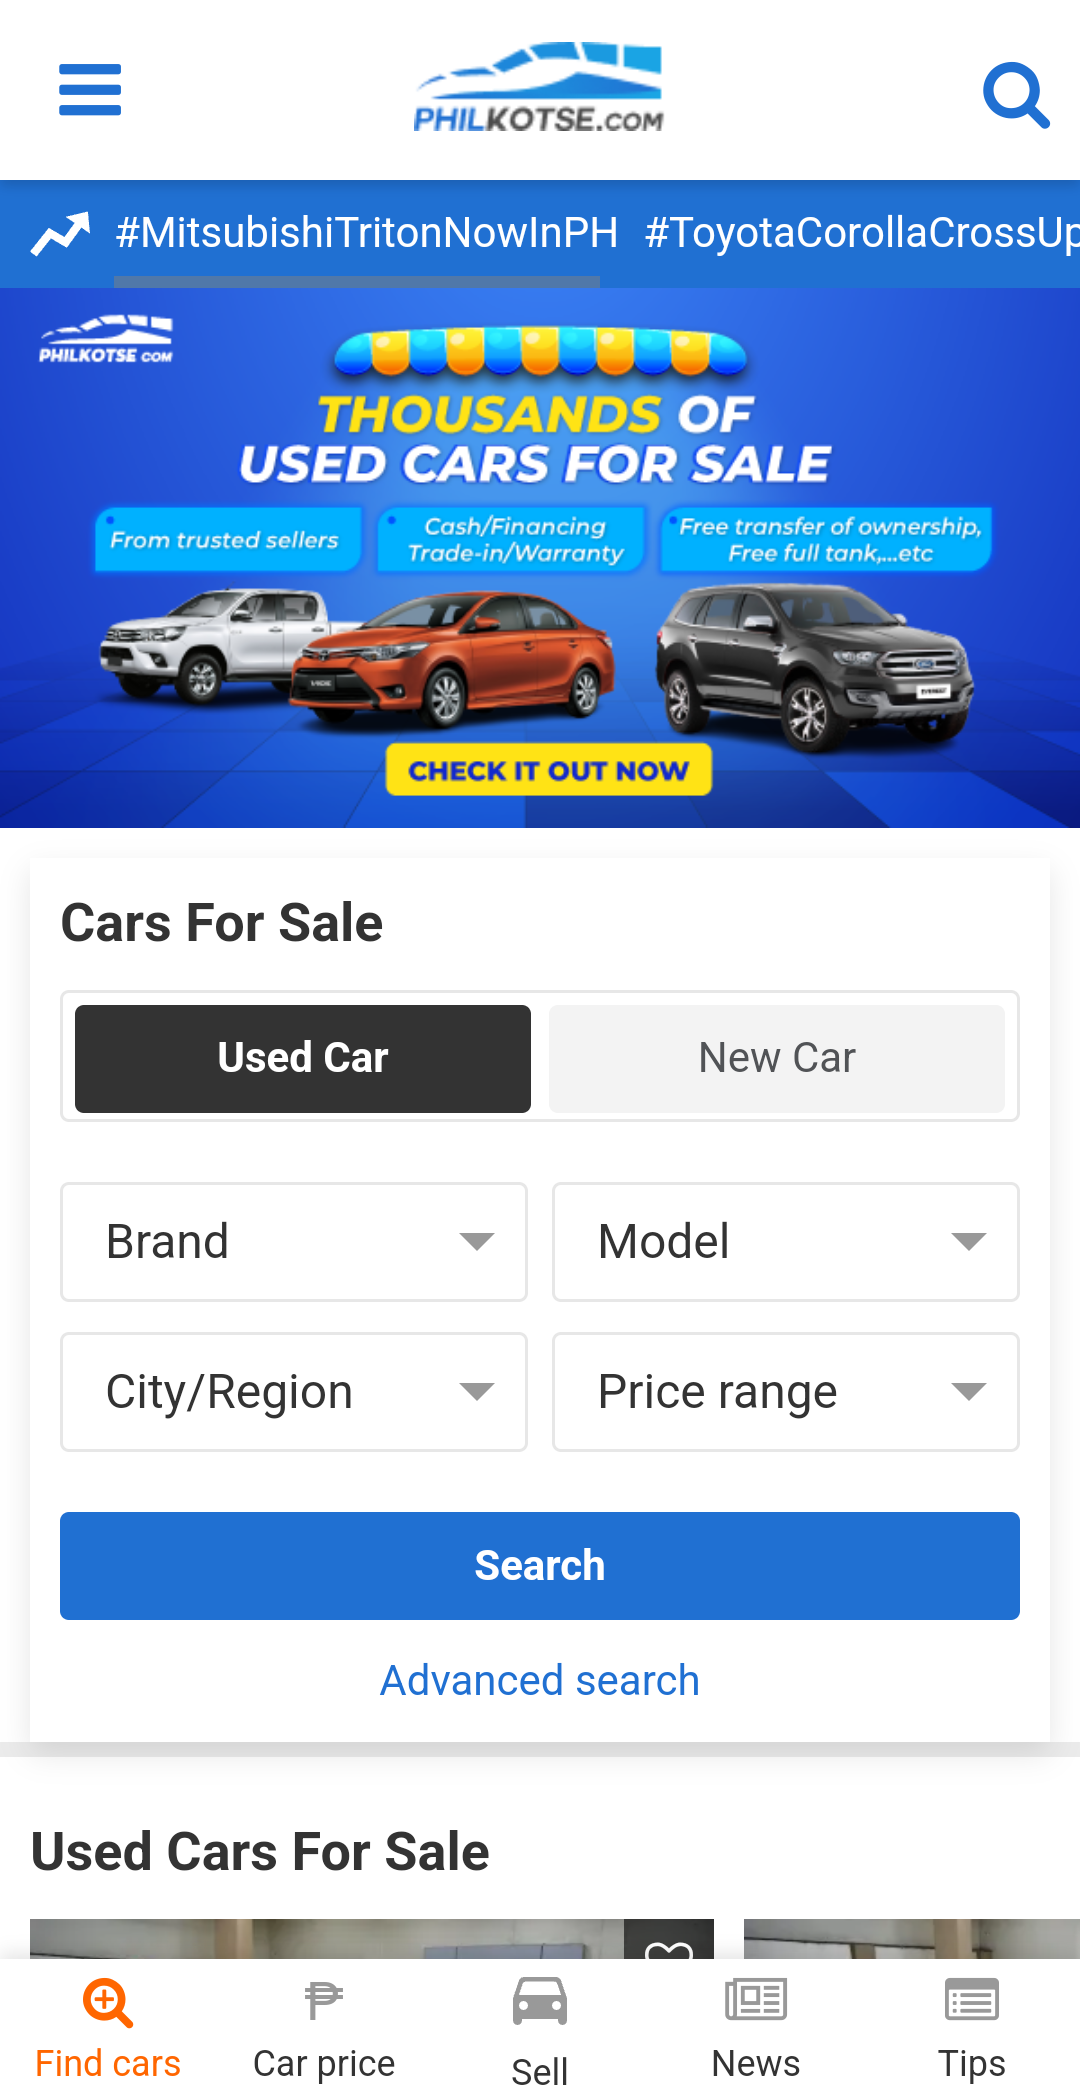 PHILKOTSE.COM
#MitsubishiTritonNowInPH #ToyotaCorollaCrossUp
PHILKOTSE COM
THOUSANDS OF
USED CARS FOR SALE
From trusted sellers
Cash/Financing
Trade-in/Warranty
Free transfer of ownership,
Free full tank,...etc
VIOS
EVEREST
CHECK IT OUT NOW
Cars For Sale
Used Car New Car
Brand Model
City/Region Price range
Search
Advanced search
Used Cars For Sale
Find cars Car price Sell News Tips